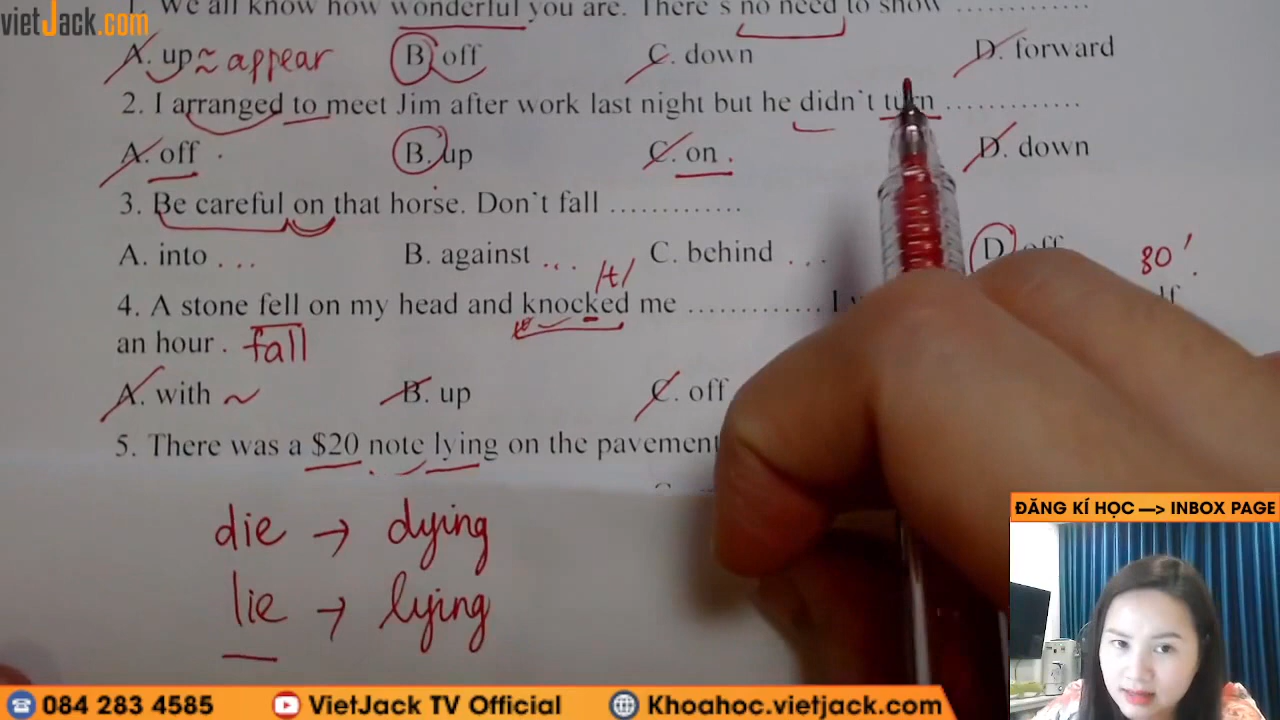 vietJack.com
1. We all know how wonderful you are. There's no need to show .............
A. up ~ appear B. off C. down D. forward
2. I arranged to meet Jim after work last night but he didn't turn .............
A. off B. up C. on D. down
3. Be careful on that horse. Don't fall .............
A. into ... B. against ... C. behind ... D. off
/t/
80'
4. A stone fell on my head and knocked me .............
an hour. fall
A. with ~ B. up C. off
5. There was a $20 note lying on the pavement
die → dying
lie → lying
ĐĂNG KÍ HỌC —> INBOX PAGE
084 283 4585 VietJack TV Official Khoahoc.vietjack.com